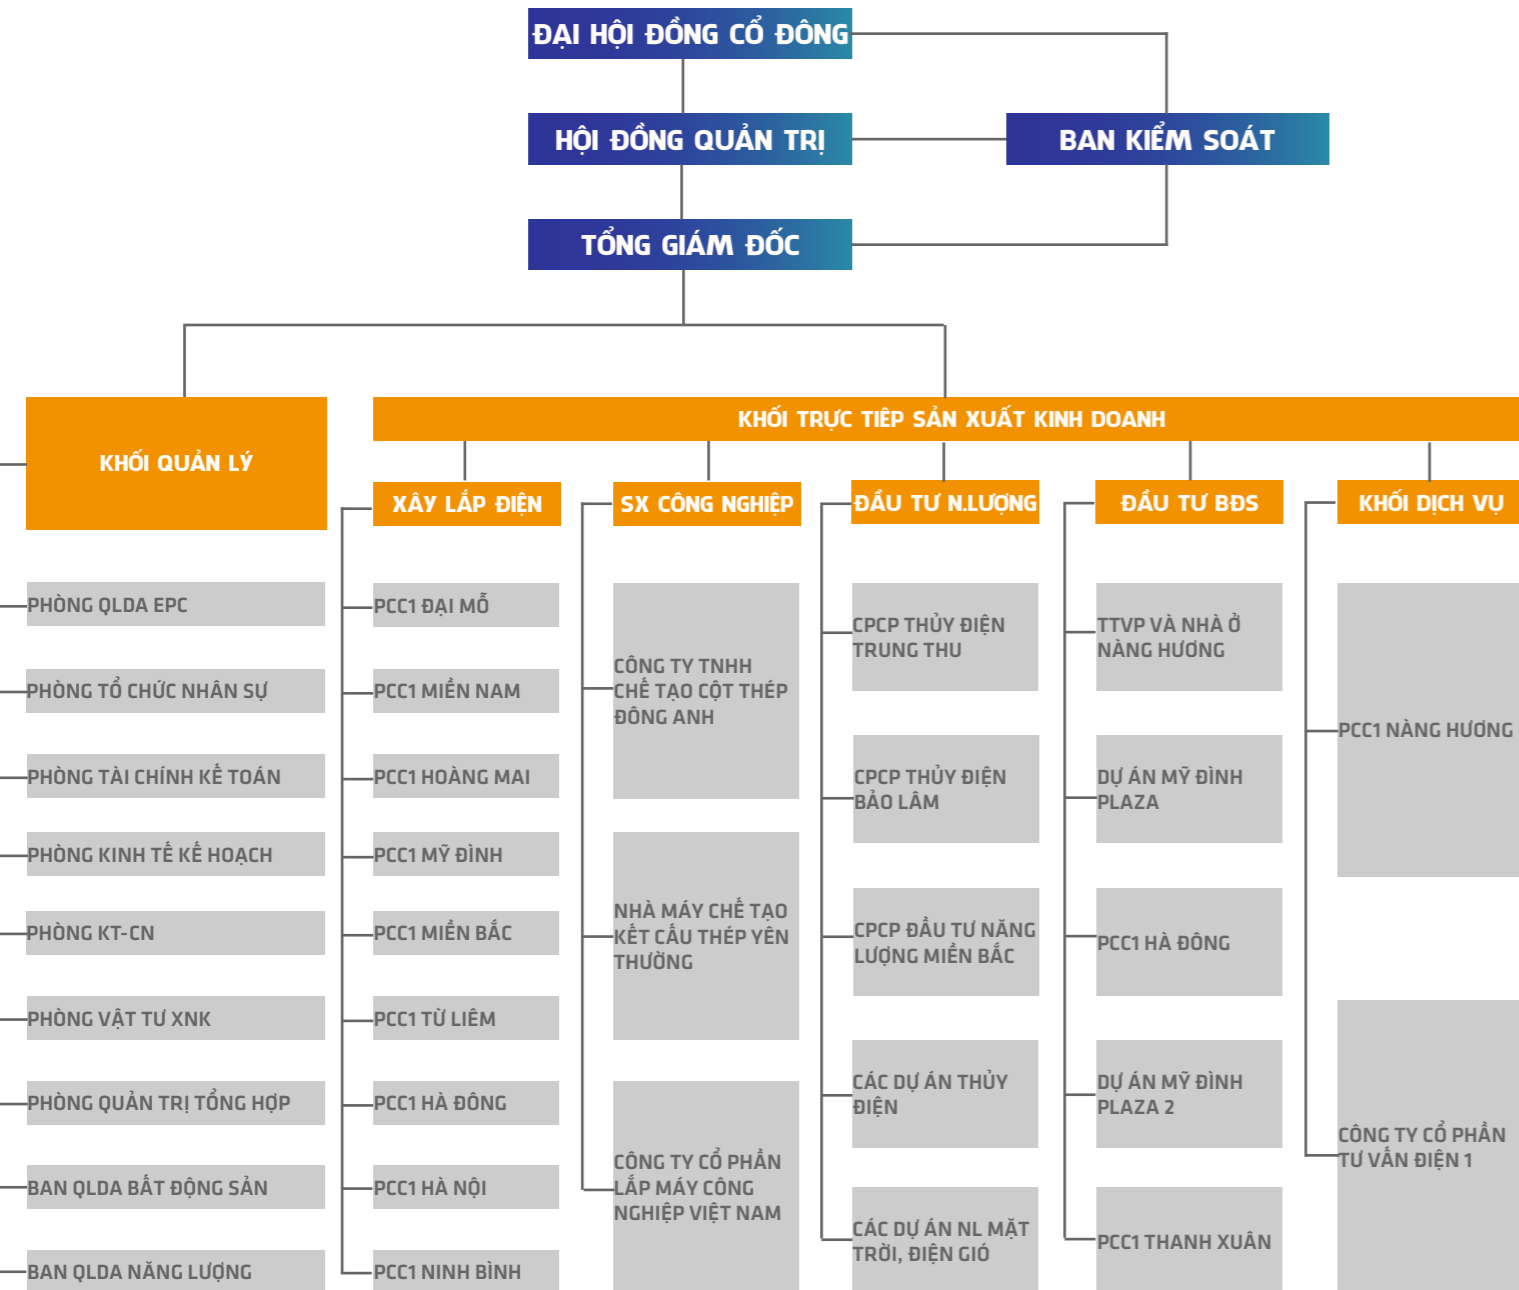 ĐẠI HỘI ĐỒNG CỔ ĐÔNG
HỘI ĐỒNG QUẢN TRỊ
BAN KIỂM SOÁT
TỔNG GIÁM ĐỐC
KHỐI QUẢN LÝ
KHỐI TRỰC TIẾP SẢN XUẤT KINH DOANH
XÂY LẮP ĐIỆN
SX CÔNG NGHIỆP
ĐẦU TƯ N.LƯỢNG
ĐẦU TƯ BĐS
KHỐI DỊCH VỤ
PHÒNG QLDA EPC
PHÒNG TỔ CHỨC NHÂN SỰ
PHÒNG TÀI CHÍNH KẾ TOÁN
PHÒNG KINH TẾ KẾ HOẠCH
PHÒNG KT-CN
PHÒNG VẬT TƯ XNK
PHÒNG QUẢN TRỊ TỔNG HỢP
BAN QLDA BẤT ĐỘNG SẢN
BAN QLDA NĂNG LƯỢNG
PCC1 ĐẠI MỖ
PCC1 MIỀN NAM
PCC1 HOÀNG MAI
PCC1 MỸ ĐÌNH
PCC1 MIỀN BẮC
PCC1 TỪ LIÊM
PCC1 HÀ ĐÔNG
PCC1 HÀ NỘI
PCC1 NINH BÌNH
CÔNG TY TNHH
CHẾ TẠO CỘT THÉP
ĐÔNG ANH
NHÀ MÁY CHẾ TẠO
KẾT CẤU THÉP YÊN
THƯỜNG
CÔNG TY CỔ PHẦN
LẮP MÁY CÔNG
NGHIỆP VIỆT NAM
CPCP THỦY ĐIỆN
TRUNG THU
CPCP THỦY ĐIỆN
BẢO LÂM
CPCP ĐẦU TƯ NĂNG
LƯỢNG MIỀN BẮC
CÁC DỰ ÁN THỦY
ĐIỆN
CÁC DỰ ÁN NL MẶT
TRỜI, ĐIỆN GIÓ
TTVP VÀ NHÀ Ở
NÀNG HƯƠNG
DỰ ÁN MỸ ĐÌNH
PLAZA
PCC1 HÀ ĐÔNG
DỰ ÁN MỸ ĐÌNH
PLAZA 2
PCC1 THANH XUÂN
PCC1 NÀNG HƯƠNG
CÔNG TY CỔ PHẦN
TƯ VẤN ĐIỆN 1